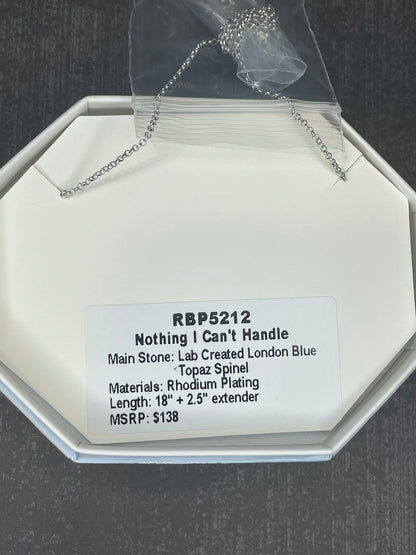 RBP5212
Nothing I Can't Handle
Main Stone: Lab Created London Blue
Topaz Spinel
Materials: Rhodium Plating
Length: 18" + 2.5" extender
MSRP: $138